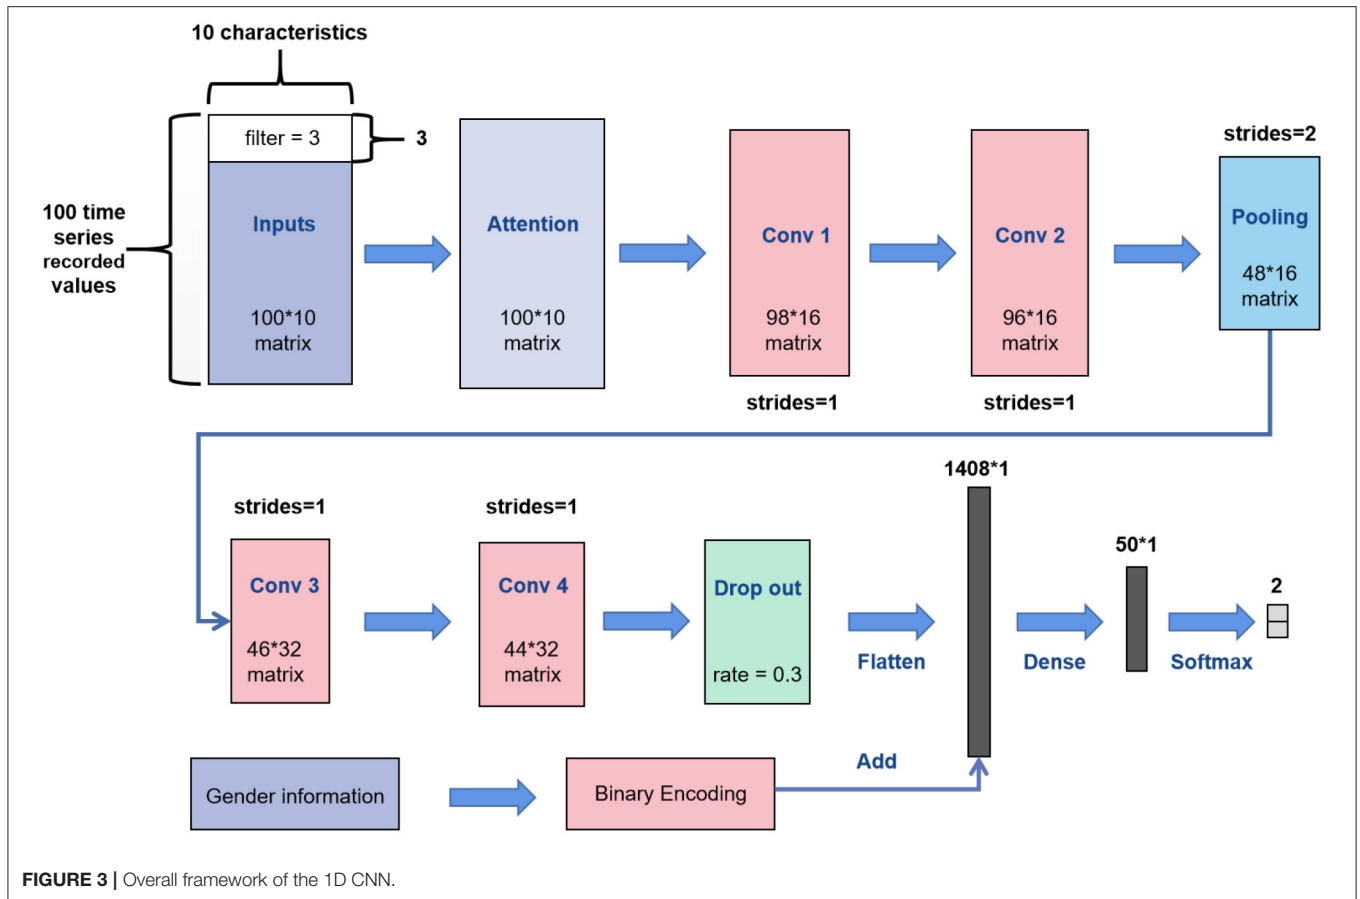 10 characteristics
filter = 3
3
100 time
series
recorded
values
Inputs
100*10
matrix
Attention
100*10
matrix
Conv 1
98*16
matrix
strides=1
Conv 2
96*16
matrix
strides=1
strides=2
Pooling
48*16
matrix
strides=1
Conv 3
46*32
matrix
strides=1
Conv 4
44*32
matrix
Drop out
rate = 0.3
Flatten
1408*1
Dense
50*1
Softmax
2
Gender information
Binary Encoding
Add
FIGURE 3 | Overall framework of the 1D CNN.